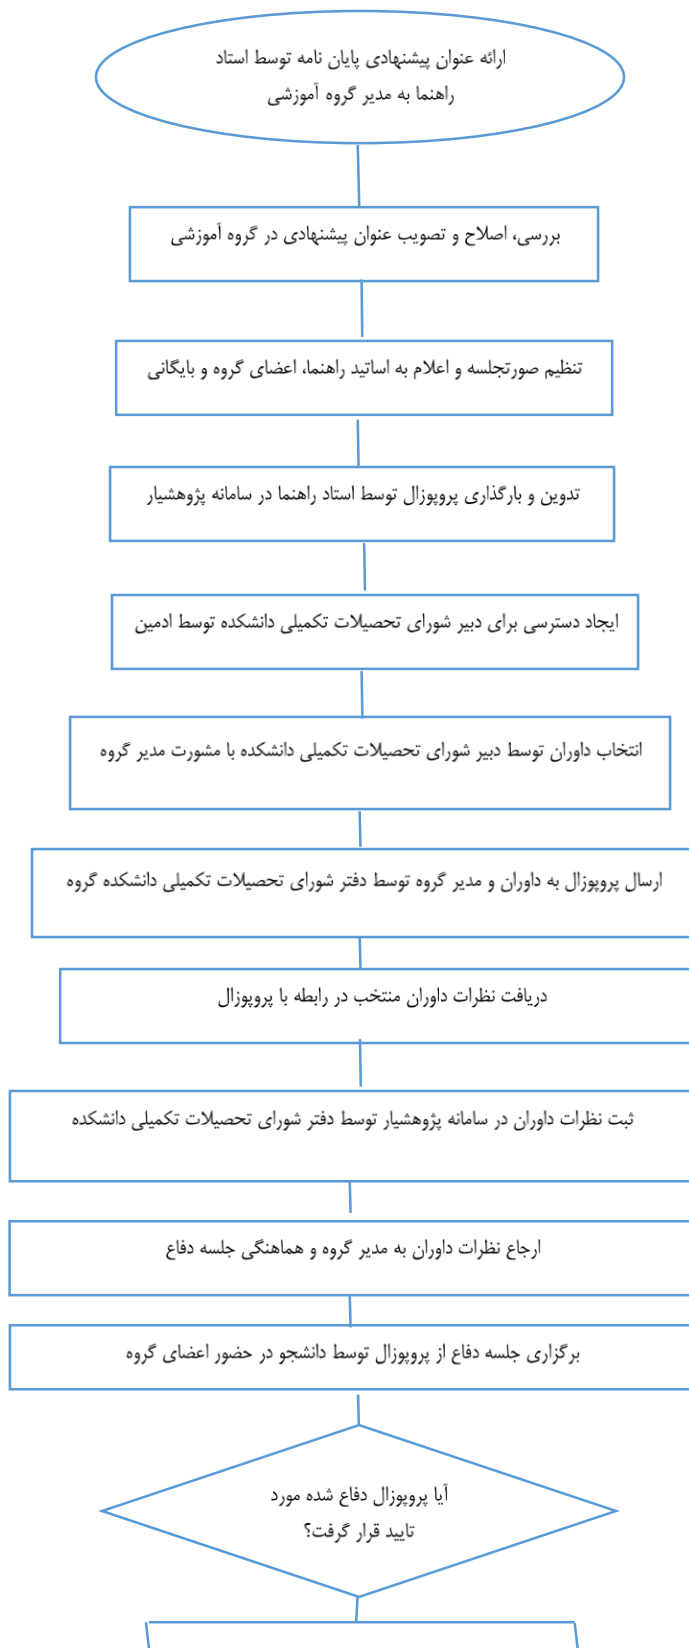 ارائه عنوان پیشنهادی پایان نامه توسط استاد
راهنما به مدیر گروه آموزشی
بررسی، اصلاح و تصویب عنوان پیشنهادی در گروه آموزشی
تنظیم صورتجلسه و اعلام به اساتید راهنما، اعضای گروه و بایگانی
تدوین و بارگذاری پروپوزال توسط استاد راهنما در سامانه پژوهشیار
ایجاد دسترسی برای دبیر شورای تحصیلات تکمیلی دانشکده توسط ادمین
انتخاب داوران توسط دبیر شورای تحصیلات تکمیلی دانشکده با مشورت مدیر گروه
ارسال پروپوزال به داوران و مدیر گروه توسط دفتر شورای تحصیلات تکمیلی دانشکده گروه
دریافت نظرات داوران منتخب در رابطه با پروپوزال
ثبت نظرات داوران در سامانه پژوهشیار توسط دفتر شورای تحصیلات تکمیلی دانشکده
ارجاع نظرات داوران به مدیر گروه و هماهنگی جلسه دفاع
برگزاری جلسه دفاع از پروپوزال توسط دانشجو در حضور اعضای گروه
آیا پروپوزال دفاع شده مورد
تایید قرار گرفت؟